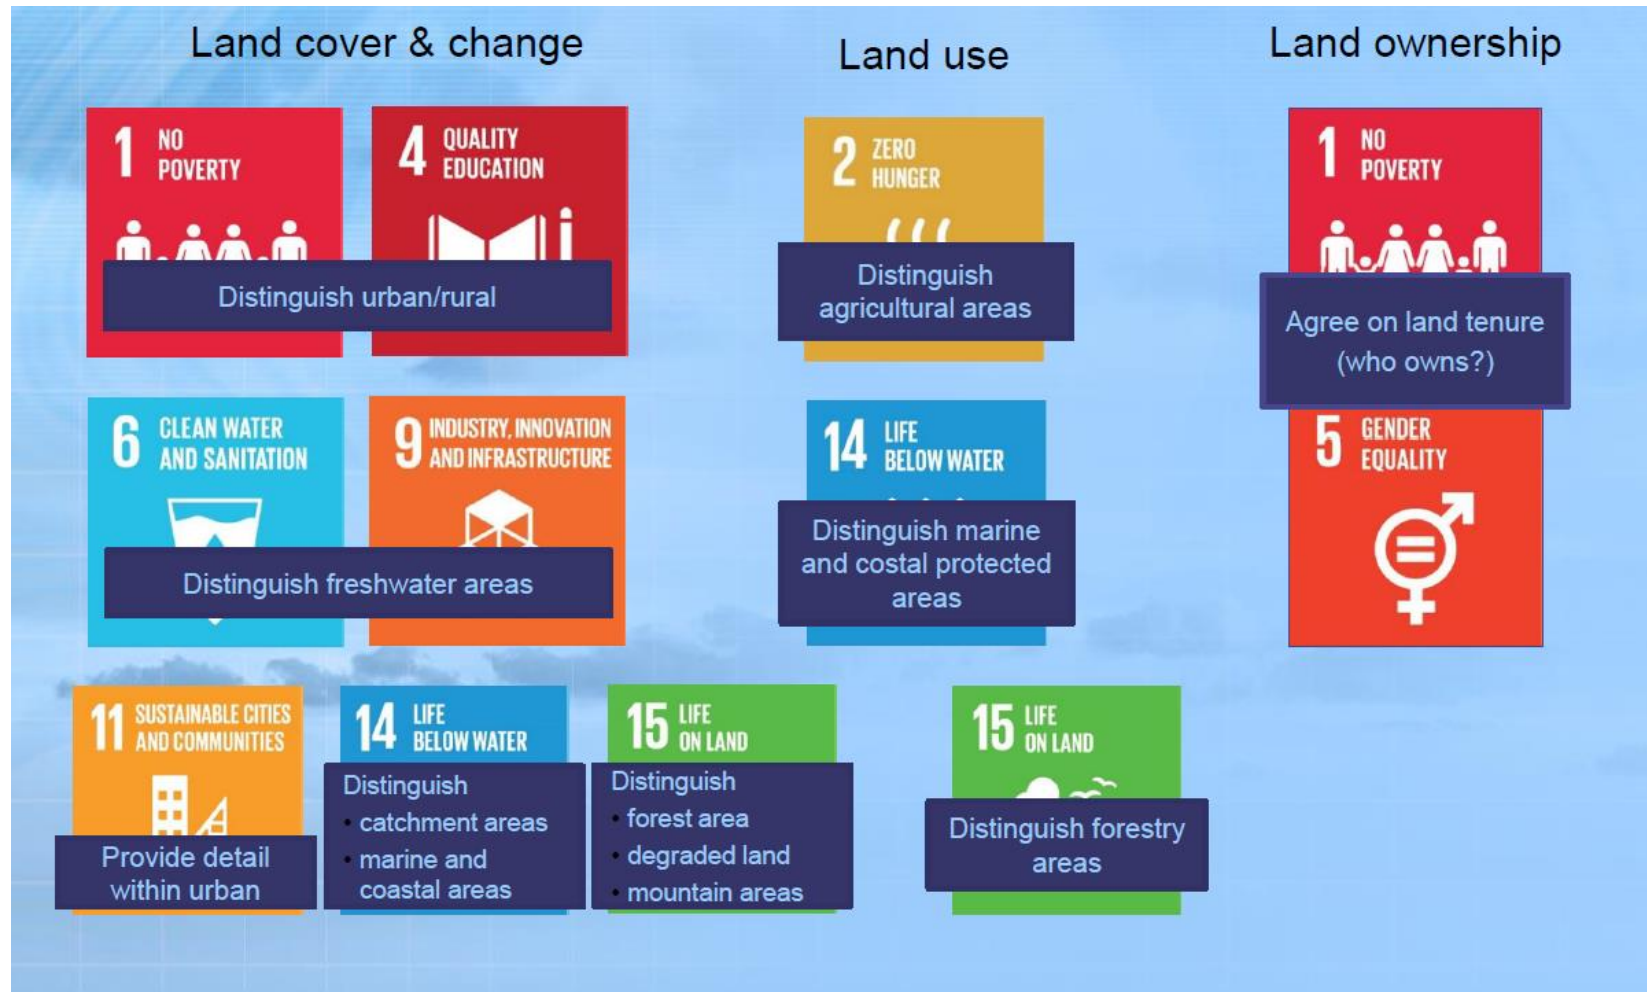 Land cover & change
Land use
Land ownership
1 NO
POVERTY
4 QUALITY
EDUCATION
Distinguish urban/rural
6 CLEAN WATER
AND SANITATION
9 INDUSTRY, INNOVATION
AND INFRASTRUCTURE
Distinguish freshwater areas
11 SUSTAINABLE CITIES
AND COMMUNITIES
Provide detail
within urban
14 LIFE
BELOW WATER
Distinguish
• catchment areas
• marine and
coastal areas
15 LIFE
ON LAND
Distinguish
• forest area
• degraded land
• mountain areas
2 ZERO
HUNGER
Distinguish
agricultural areas
14 LIFE
BELOW WATER
Distinguish marine
and costal protected
areas
15 LIFE
ON LAND
Distinguish forestry
areas
1 NO
POVERTY
Agree on land tenure
(who owns?)
5 GENDER
EQUALITY